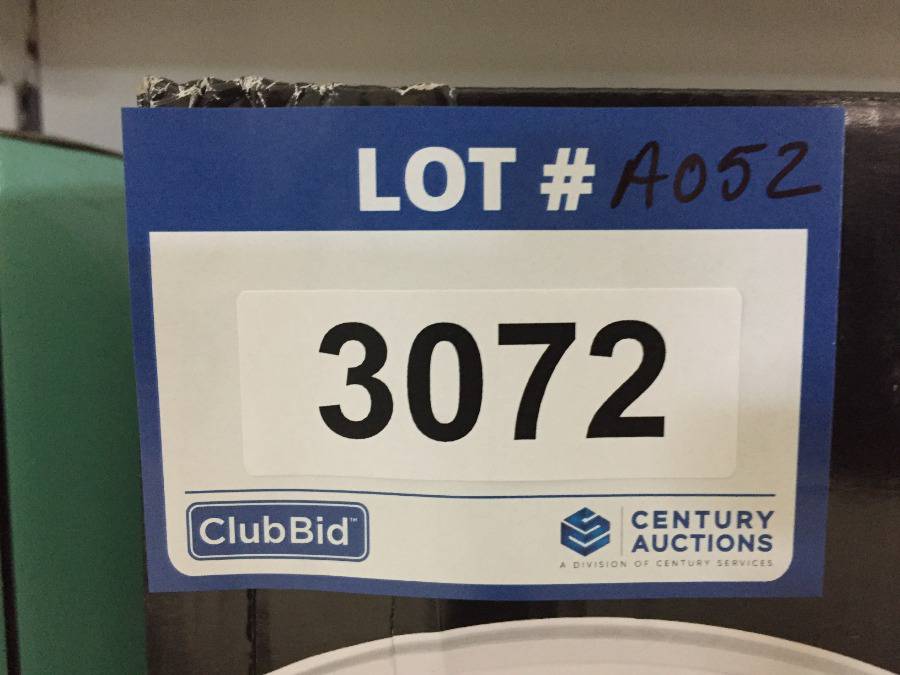 LOT # A052
3072
ClubBid™
CENTURY
AUCTIONS
A DIVISION OF CENTURY SERVICES